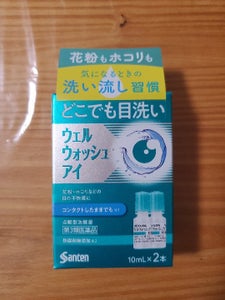 花粉もホコリも
気になるときの
洗い流し習慣
どこでも目洗い
ウェル
ウォッシュ
アイ
コンタクトしたままでも
第3類医薬品
Santen
10mL×2本